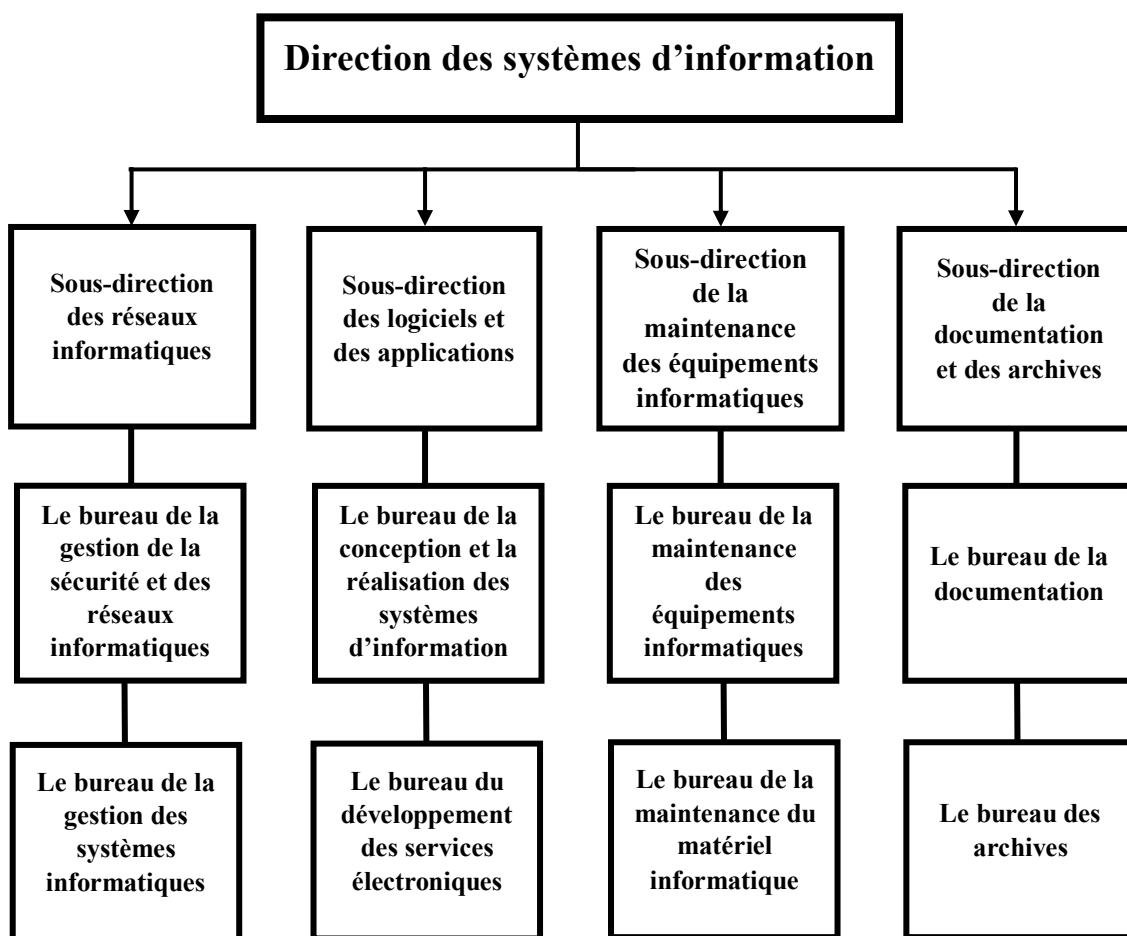 Direction des systèmes d’information
Sous-direction
des réseaux
informatiques
Sous-direction
des logiciels et
des applications
Sous-direction
de la
maintenance
des équipements
informatiques
Sous-direction
de la
documentation
et des archives
Le bureau de la
gestion de la
sécurité et des
réseaux
informatiques
Le bureau de la
conception et la
réalisation des
systèmes
d’information
Le bureau de la
maintenance
des
équipements
informatiques
Le bureau de la
documentation
Le bureau de la
gestion des
systèmes
informatiques
Le bureau du
développement
des services
électroniques
Le bureau de la
maintenance du
matériel
informatique
Le bureau des
archives